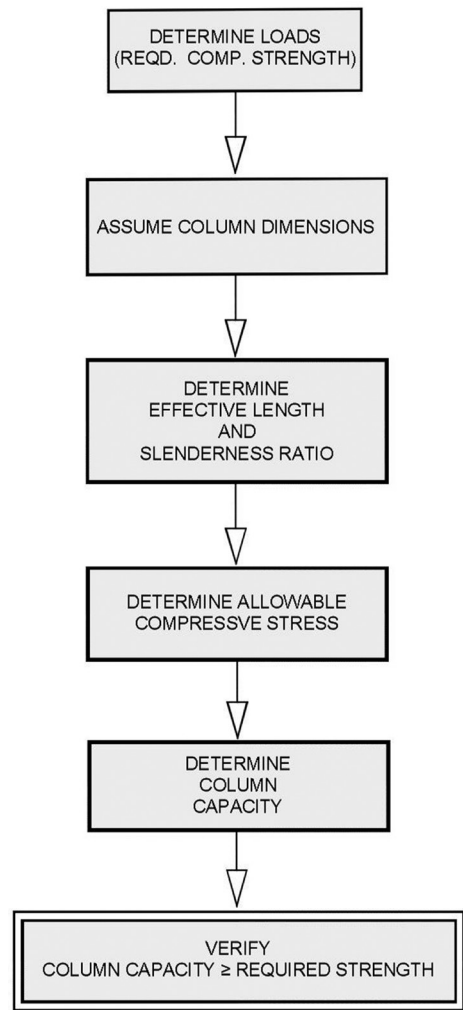 DETERMINE LOADS
(REQD. COMP. STRENGTH)
ASSUME COLUMN DIMENSIONS
DETERMINE
EFFECTIVE LENGTH
AND
SLENDERNESS RATIO
DETERMINE ALLOWABLE
COMPRESSVE STRESS
DETERMINE
COLUMN
CAPACITY
VERIFY
COLUMN CAPACITY ≥ REQUIRED STRENGTH